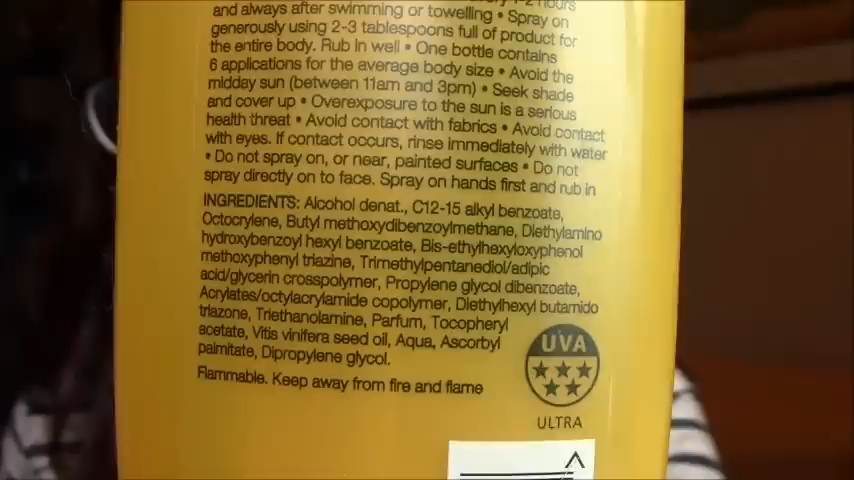 1-2 hours
and always after swimming or towelling • Spray on
generously using 2-3 tablespoons full of product for
the entire body. Rub in well • One bottle contains
6 applications for the average body size • Avoid the
midday sun (between 11am and 3pm) • Seek shade
and cover up • Overexposure to the sun is a serious
health threat • Avoid contact with fabrics • Avoid contact
with eyes. If contact occurs, rinse immediately with water
• Do not spray on, or near, painted surfaces • Do not
spray directly on to face. Spray on hands first and rub in
INGREDIENTS: Alcohol denat., C12-15 alkyl benzoate,
Octocrylene, Butyl methoxydibenzoylmethane, Diethylamino
hydroxybenzoyl hexyl benzoate, Bis-ethylhexyloxyphenol
methoxyphenyl triazine, Trimethylpentanediol/adipic
acid/glycerin crosspolymer, Propylene glycol dibenzoate,
Acrylates/octylacrylamide copolymer, Diethylhexyl butamido
triazone, Triethanolamine, Parfum, Tocopheryl
acetate, Vitis vinifera seed oil, Aqua, Ascorbyl
palmitate, Dipropylene glycol.
Flammable. Keep away from fire and flame
UVA
ULTRA